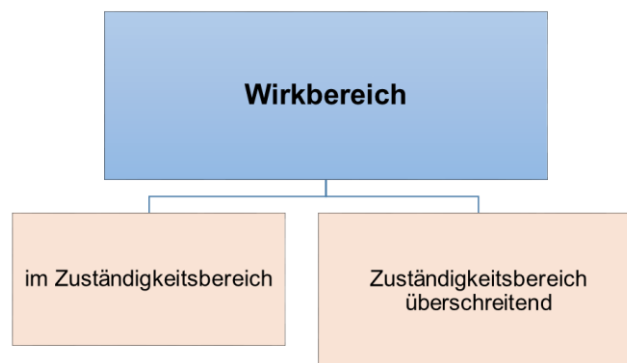 Wirkbereich
im Zuständigkeitsbereich
Zuständigkeitsbereich
überschreitend